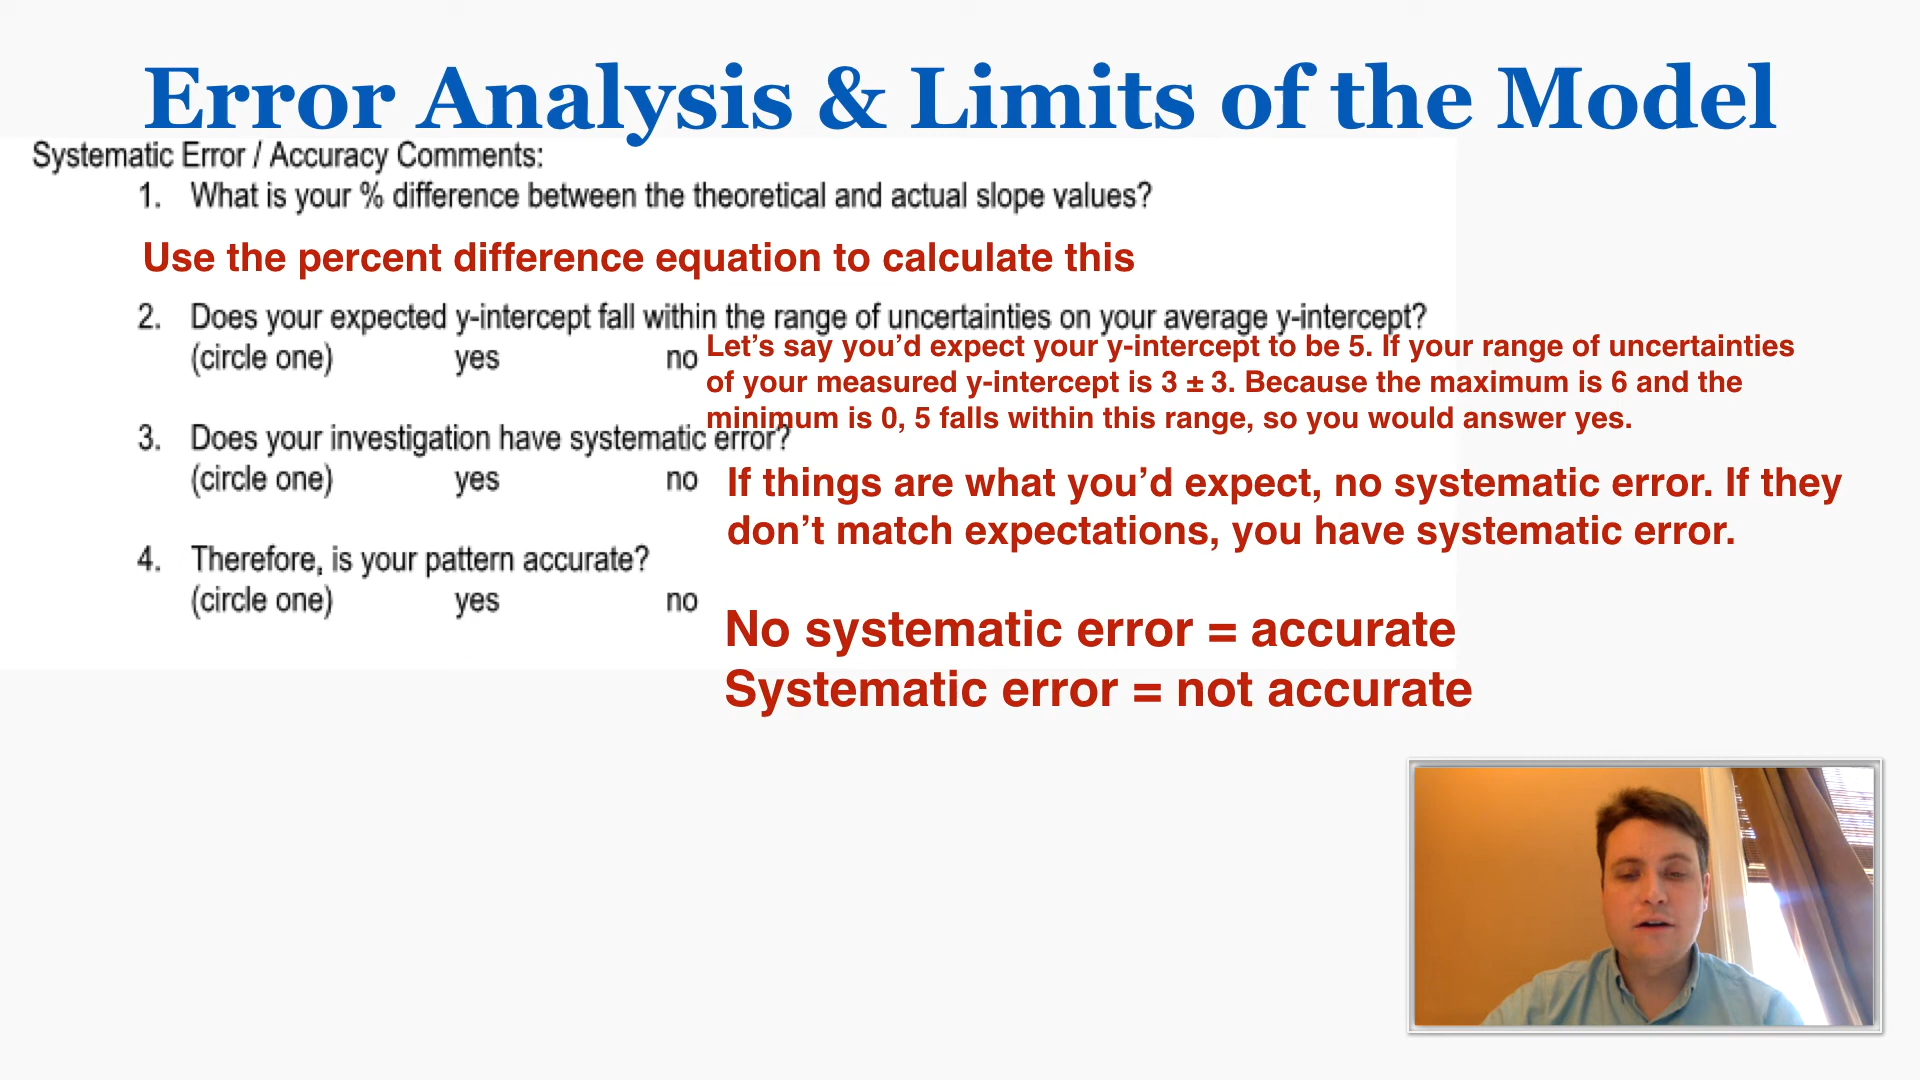 Error Analysis & Limits of the Model
Systematic Error / Accuracy Comments:
1. What is your % difference between the theoretical and actual slope values?
Use the percent difference equation to calculate this
2. Does your expected y-intercept fall within the range of uncertainties on your average y-intercept?
(circle one) yes no
Let’s say you’d expect your y-intercept to be 5. If your range of uncertainties
of your measured y-intercept is 3 ± 3. Because the maximum is 6 and the
minimum is 0, 5 falls within this range, so you would answer yes.
3. Does your investigation have systematic error?
(circle one) yes no
If things are what you’d expect, no systematic error. If they
don’t match expectations, you have systematic error.
4. Therefore, is your pattern accurate?
(circle one) yes no
No systematic error = accurate
Systematic error = not accurate